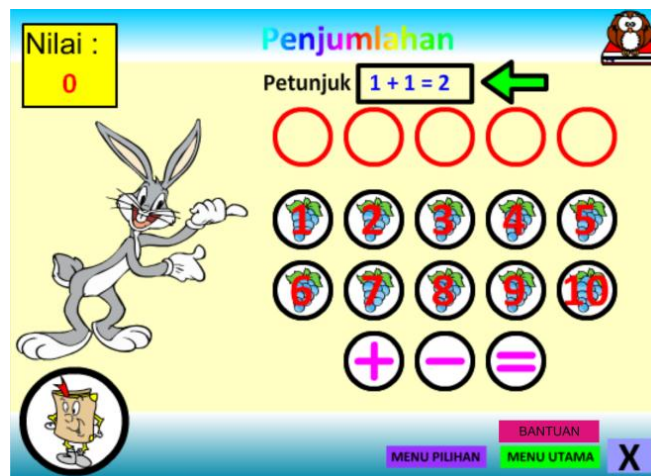 Nilai :
0
Penjumlahan
Petunjuk 1 + 1 = 2
1 2 3 4 5
6 7 8 9 10
+ - =
BANTUAN
MENU PILIHAN MENU UTAMA X